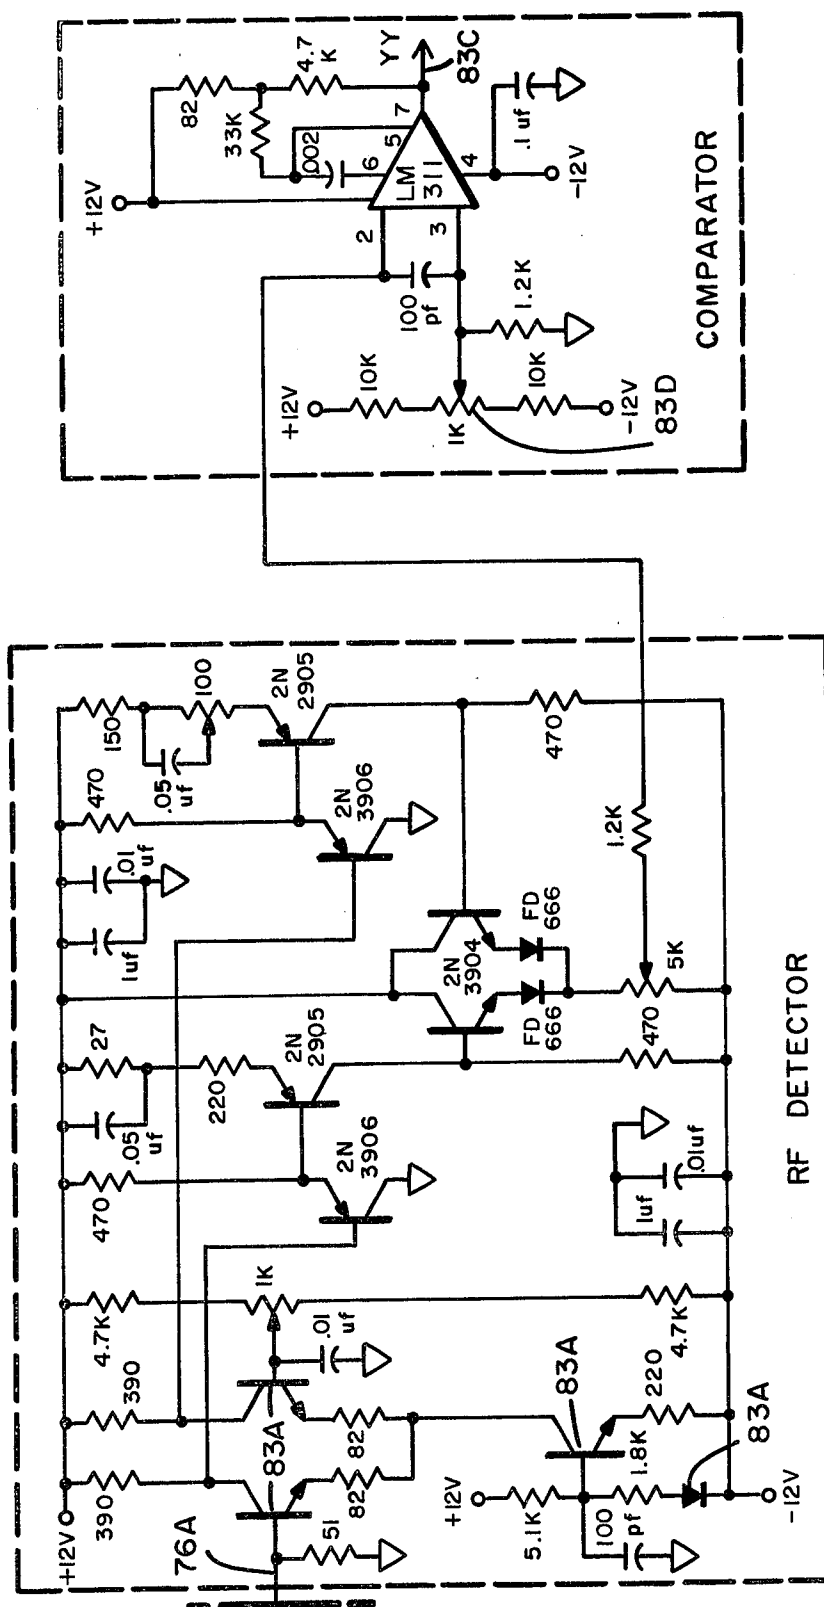 +12V
82
4.7
K
33K
.002
YY
83C
7
5
6
LM
311
4
2
3
.1 uf
-12V
100
pf
1.2K
+12V
10K
1K
10K
-12V
83D
COMPARATOR
+12V
390
390
4.7K
470
.05
uf
27
1uf
.01
uf
470
150
.05
uf
100
220
2N
2905
2N
2905
2N
3906
2N
3906
1K
.01
uf
76A
83A
51
82
82
2N
3904
FD
666
FD
666
470
1.2K
5K
470
1uf
.01uf
4.7K
83A
220
+12V
5.1K
1.8K
100
pf
83A
-12V
RF DETECTOR